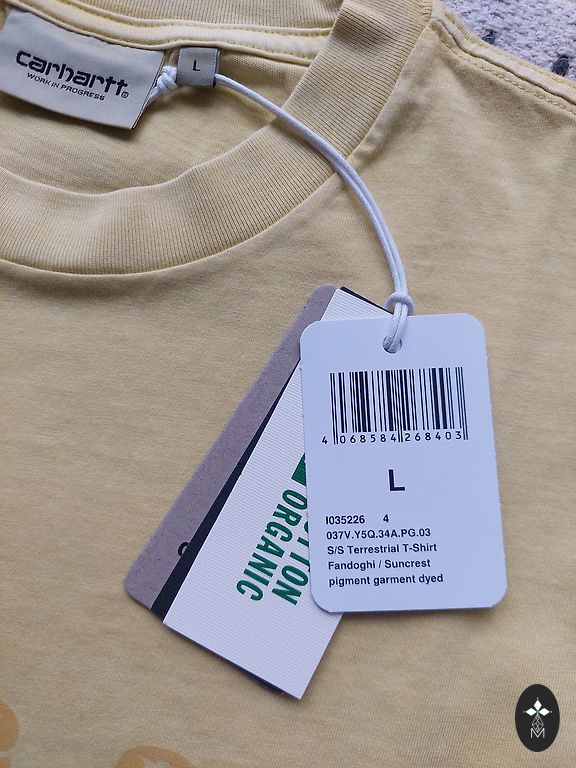 carhartt
WORK IN PROGRESS
L
4 068584 268403
L
I035226 4
037V.Y5Q.34A.PG.03
S/S Terrestrial T-Shirt
Fandoghi / Suncrest
pigment garment dyed
ORGANIC
M